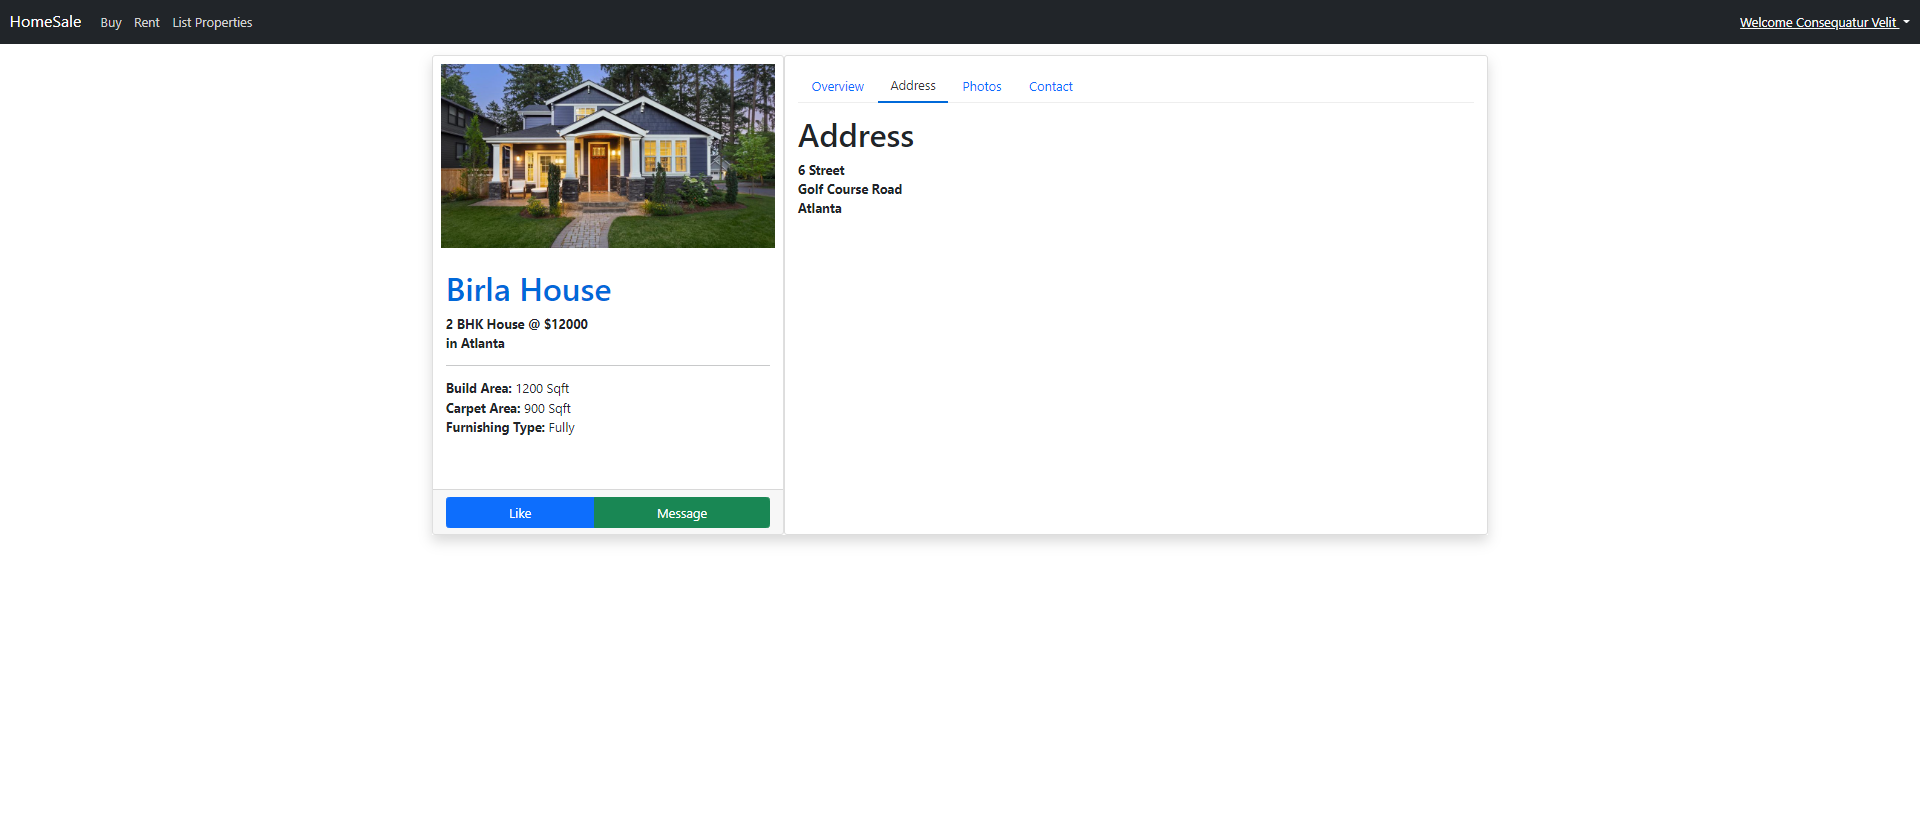 HomeSale Buy Rent List Properties Welcome Consequatur Velit
Birla House
2 BHK House @ $12000
in Atlanta
Build Area: 1200 Sqft
Carpet Area: 900 Sqft
Furnishing Type: Fully
Like Message
Overview Address Photos Contact
Address
6 Street
Golf Course Road
Atlanta